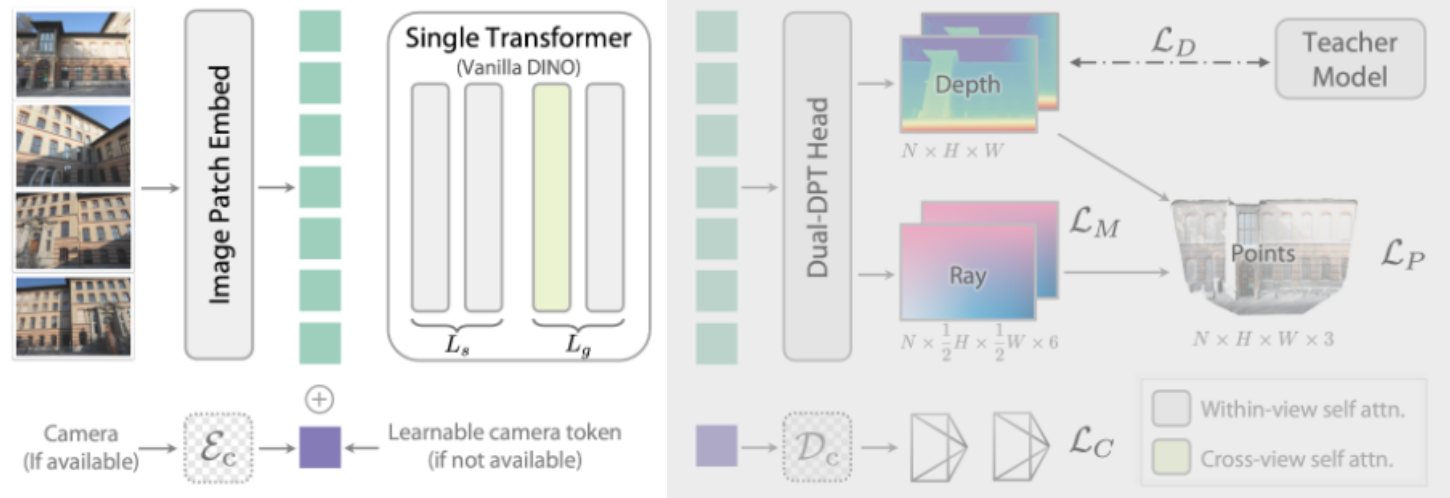 Single Transformer
(Vanilla DINO)
Image Patch Embed
L_s
L_g
Camera
(If available)
ℰ_c
+
Learnable camera token
(if not available)
Dual-DPT Head
Depth
N × H × W
ℒ_D
Teacher
Model
Ray
ℒ_M
N × 1/2 H × 1/2 W × 6
Points
ℒ_P
N × H × W × 3
𝒟_c
ℒ_C
Within-view self attn.
Cross-view self attn.